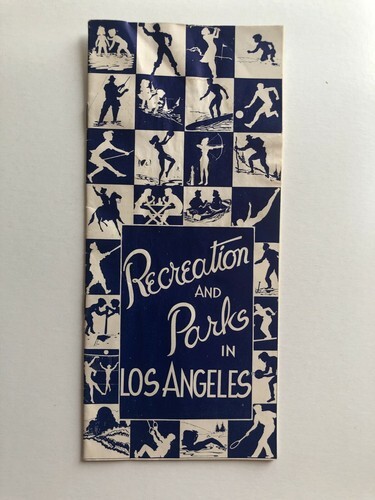 Recreation
AND
Parks
IN
LOS ANGELES